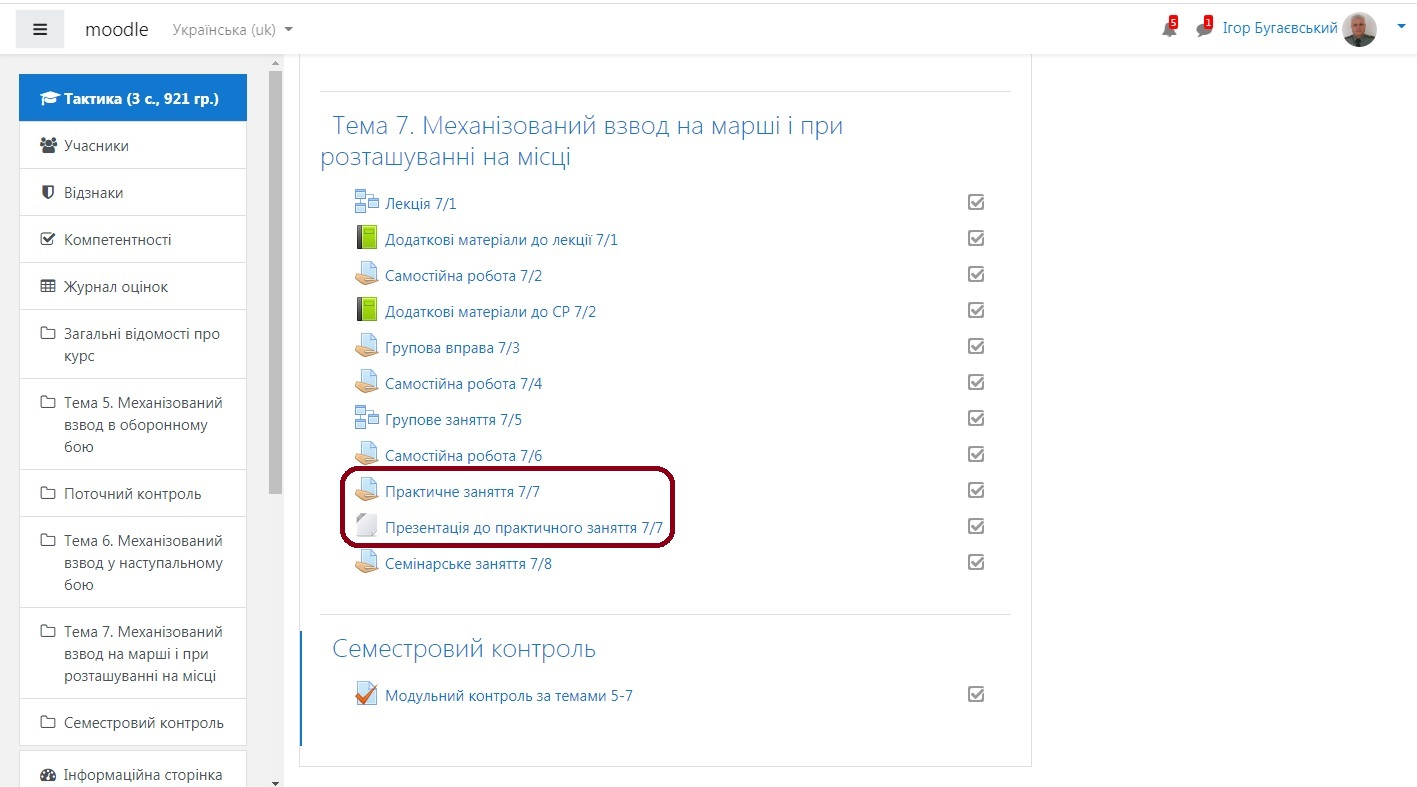 moodle
Українська (uk)
5
1
Ігор Бугаєвський
Тактика (3 с., 921 гр.)
Учасники
Відзнаки
Компетентності
Журнал оцінок
Загальні відомості про
курс
Тема 5. Механізований
взвод в оборонному
бою
Поточний контроль
Тема 6. Механізований
взвод у наступальному
бою
Тема 7. Механізований
взвод на марші і при
розташуванні на місці
Семестровий контроль
Інформаційна сторінка
Тема 7. Механізований взвод на марші і при
розташуванні на місці
Лекція 7/1
Додаткові матеріали до лекції 7/1
Самостійна робота 7/2
Додаткові матеріали до СР 7/2
Групова вправа 7/3
Самостійна робота 7/4
Групове заняття 7/5
Самостійна робота 7/6
Практичне заняття 7/7
Презентація до практичного заняття 7/7
Семінарське заняття 7/8
Семестровий контроль
Модульний контроль за темами 5-7